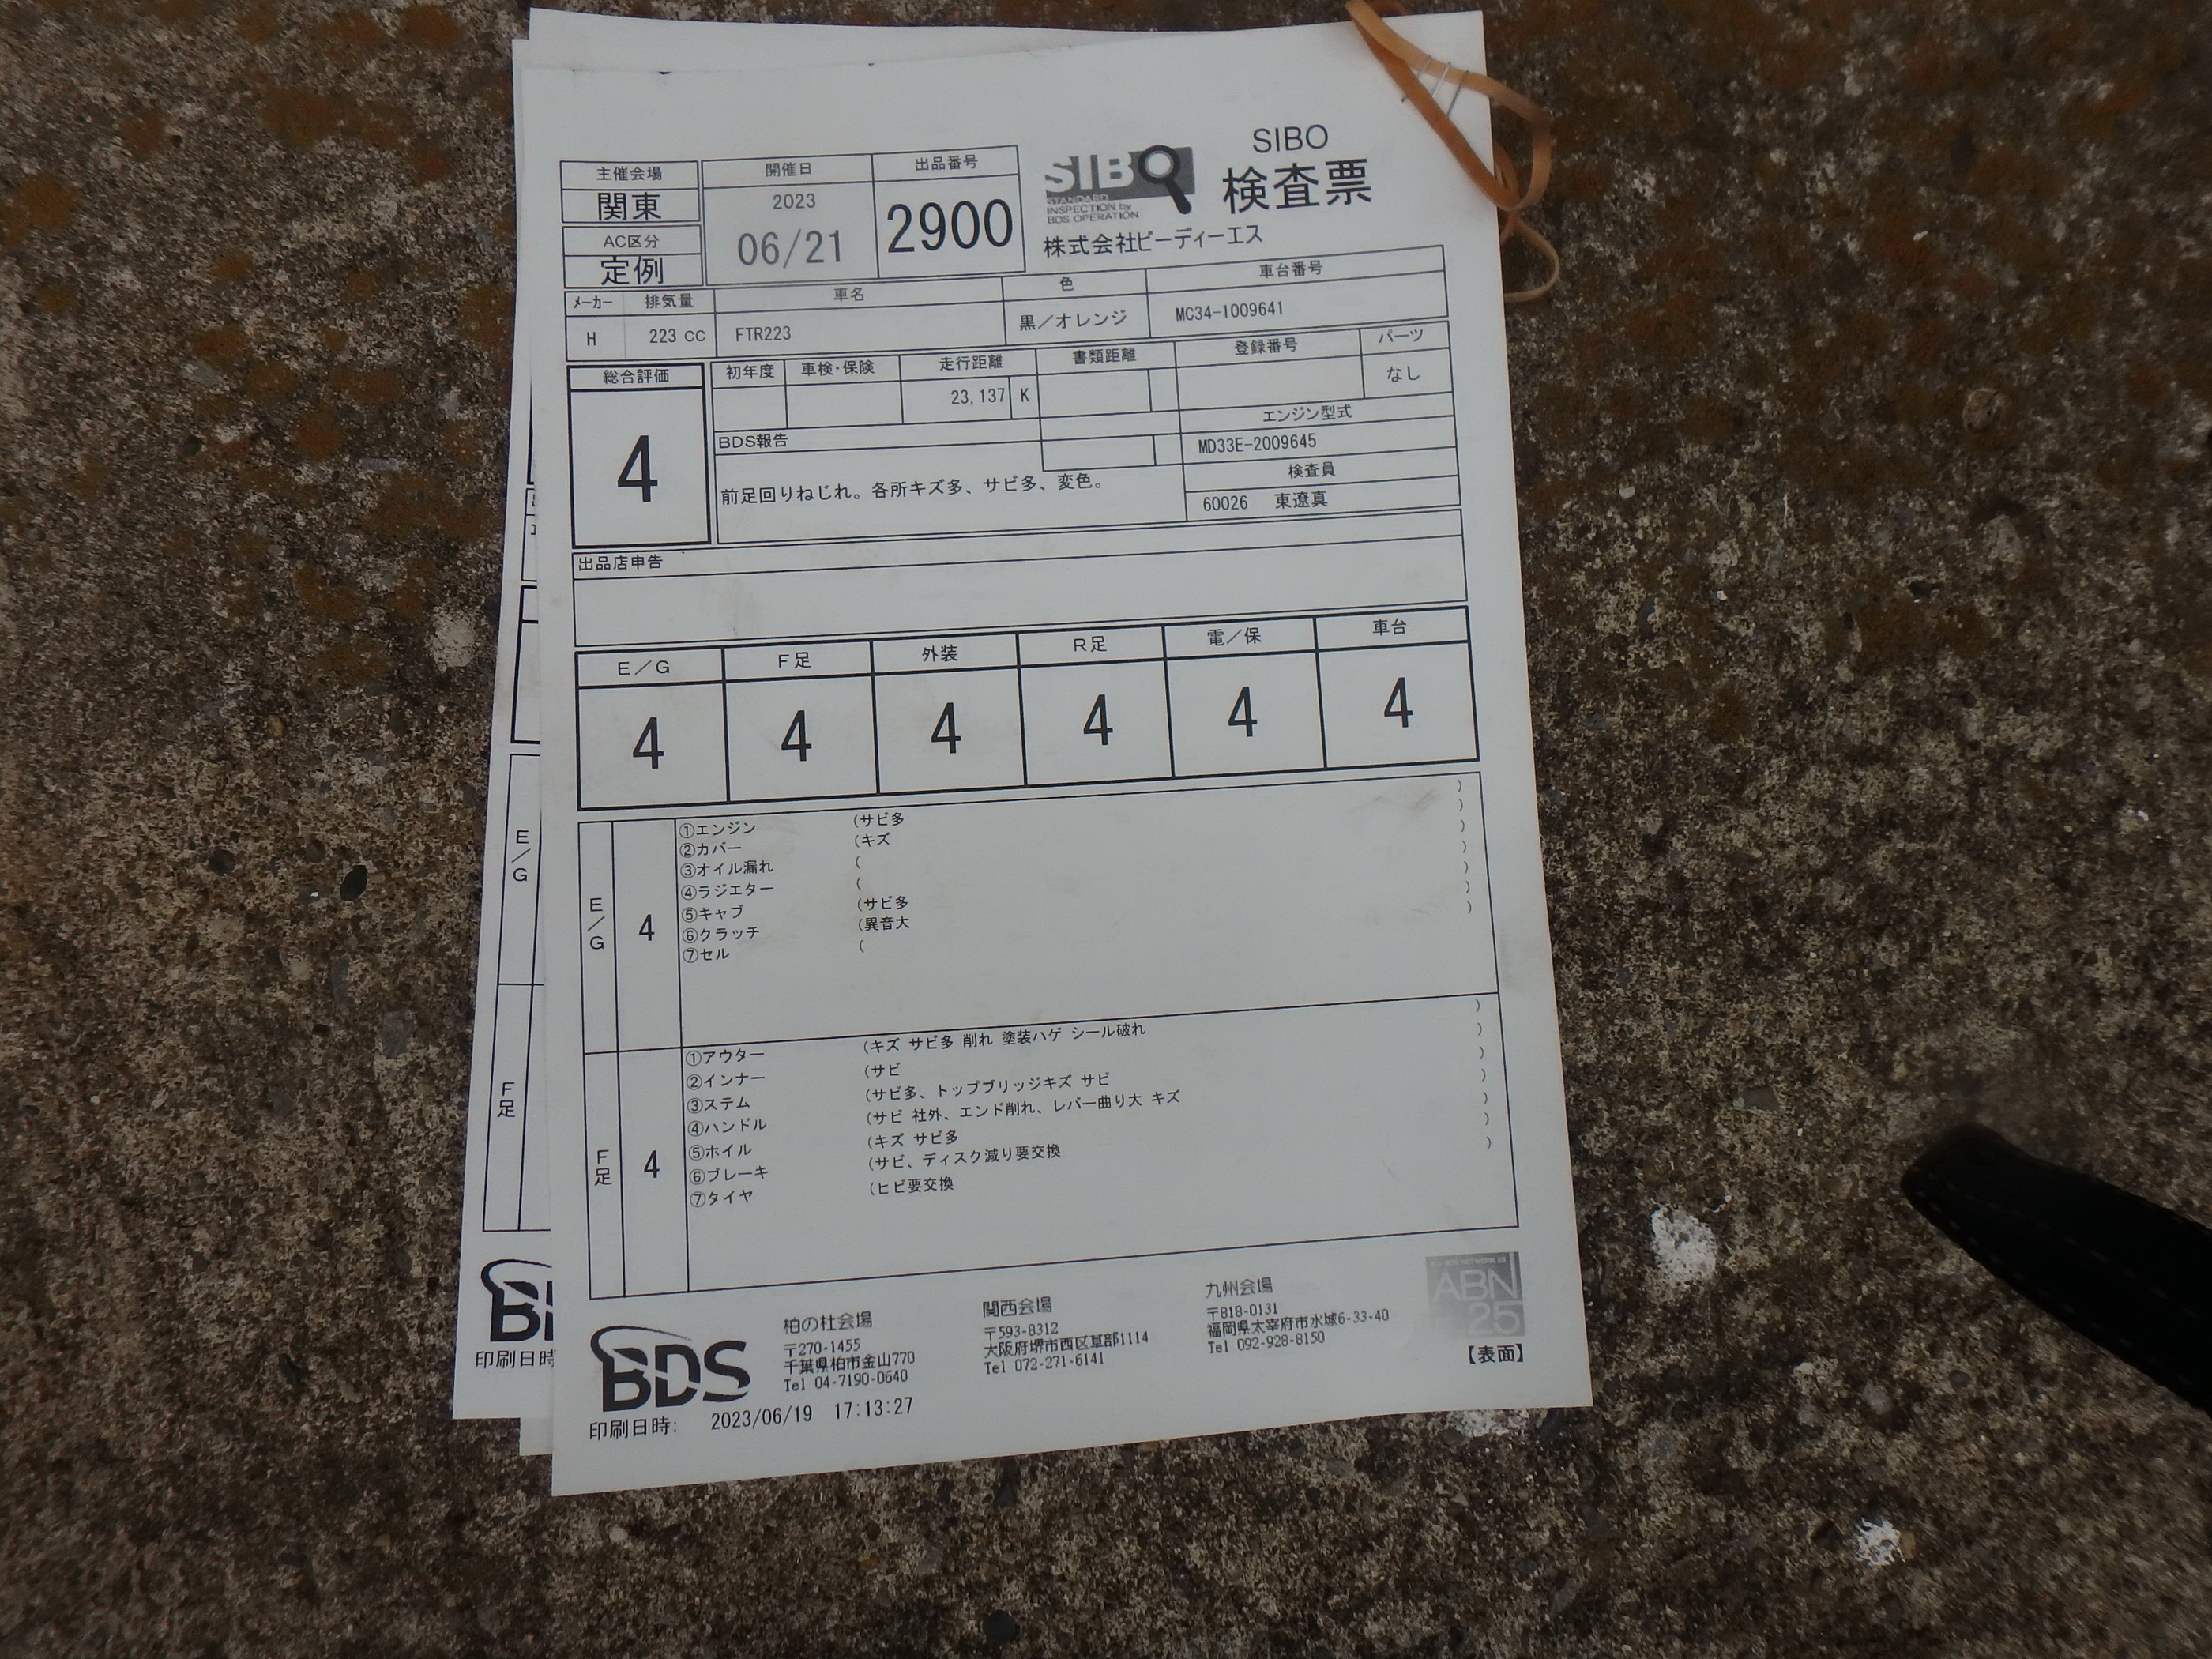 SIBO
検査票
SIBO
STANDARD
INSPECTION by
BDS OPERATION
株式会社ビーディーエス
主催会場
関東
AC区分
定例
開催日
2023
06/21
出品番号
2900
メーカー 排気量 車名 色 車台番号
H 223 CC FTR223 黒／オレンジ MC34-1009641
総合評価
4
初年度 車検・保険 走行距離 書類距離 登録番号 パーツ
23,137 K なし
エンジン型式
MD33E-2009645
検査員
60026 東遼真
BDS報告
前足回りねじれ。各所キズ多、サビ多、変色。
出品店申告
E／G F足 外装 R足 電／保 車台
4 4 4 4 4 4
E／G 4
①エンジン (サビ多 )
②カバー (キズ )
③オイル漏れ ( )
④ラジエター ( )
⑤キャブ (サビ多 )
⑥クラッチ (異音大 )
⑦セル ( )
F足 4
①アウター (キズ サビ多 削れ 塗装ハゲ シール破れ )
②インナー (サビ )
③ステム (サビ多、トップブリッジキズ サビ )
④ハンドル (サビ 社外、エンド削れ、レバー曲り大 キズ )
⑤ホイル (キズ サビ多 )
⑥ブレーキ (サビ、ディスク減り要交換 )
⑦タイヤ (ヒビ要交換 )
BDS
柏の杜会場
〒270-1455
千葉県柏市金山770
Tel 04-7190-0640
関西会場
〒593-8312
大阪府堺市西区草部1114
Tel 072-271-6141
九州会場
〒818-0131
福岡県太宰府市水城6-33-40
Tel 092-928-8150
ABN
25
【表面】
印刷日時: 2023/06/19 17:13:27
E／G
F足
印刷日時